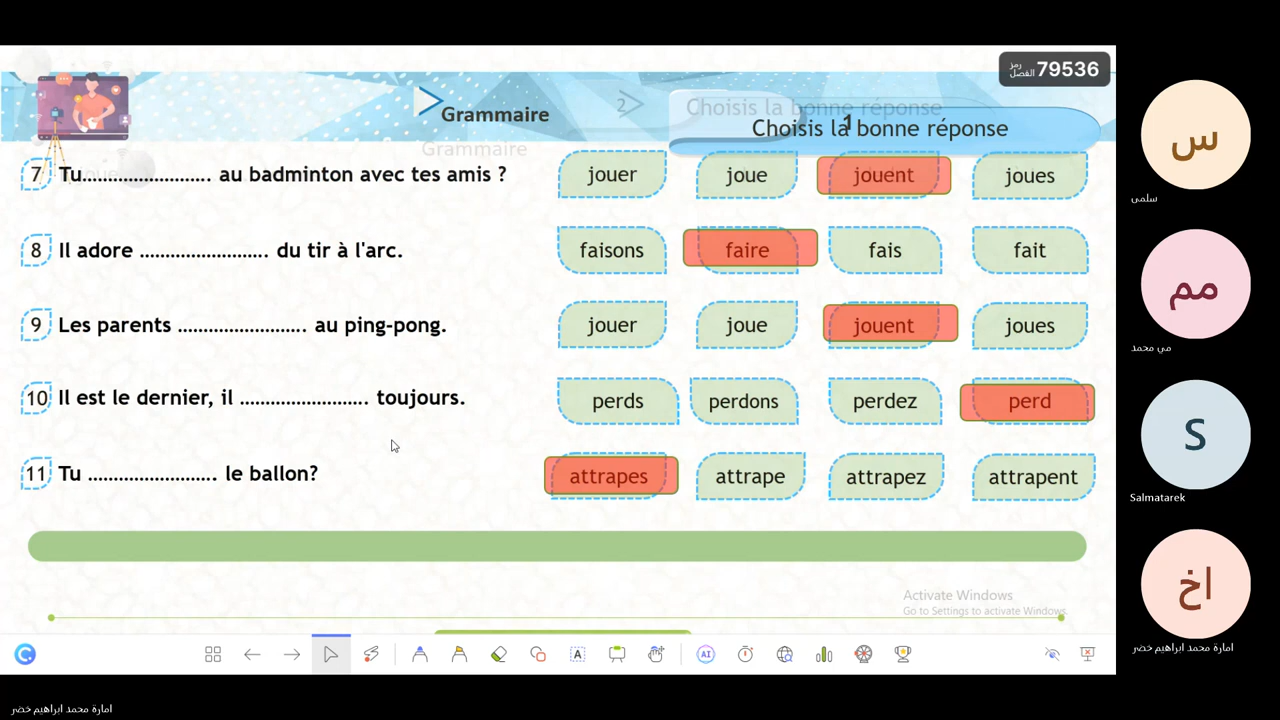 79536
رمز الفصل
Grammaire
2
Choisis la bonne réponse
1
Choisis la bonne réponse
Grammaire
7 Tu......................... au badminton avec tes amis ? jouer joue jouent joues
8 Il adore ......................... du tir à l'arc. faisons faire fais fait
9 Les parents ......................... au ping-pong. jouer joue jouent joues
10 Il est le dernier, il ......................... toujours. perds perdons perdez perd
11 Tu ......................... le ballon? attrapes attrape attrapez attrapent
Activate Windows
Go to Settings to activate Windows.
A
AI
س
سلمى
مم
مي محمد
S
Salmatarek
اخ
امارة محمد ابراهيم خضر
امارة محمد ابراهيم خضر